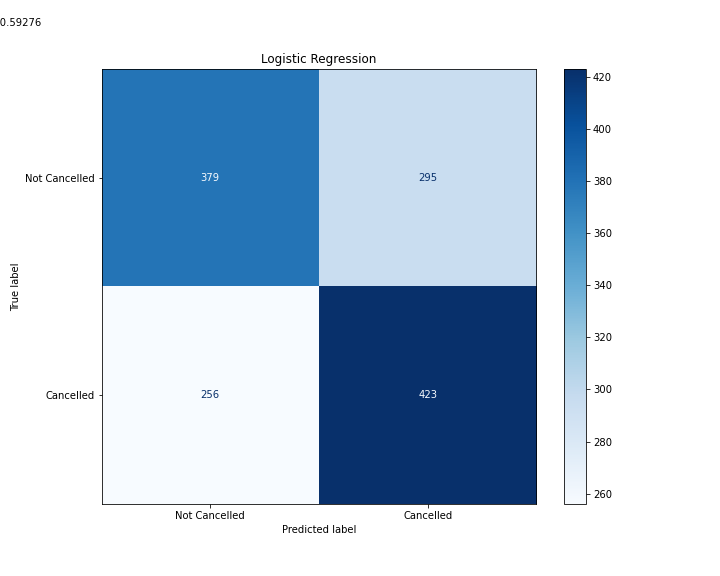 0.59276
Logistic Regression
420
400
380
360
340
320
300
280
260
Not Cancelled
379
295
True label
Cancelled
256
423
Not Cancelled
Cancelled
Predicted label